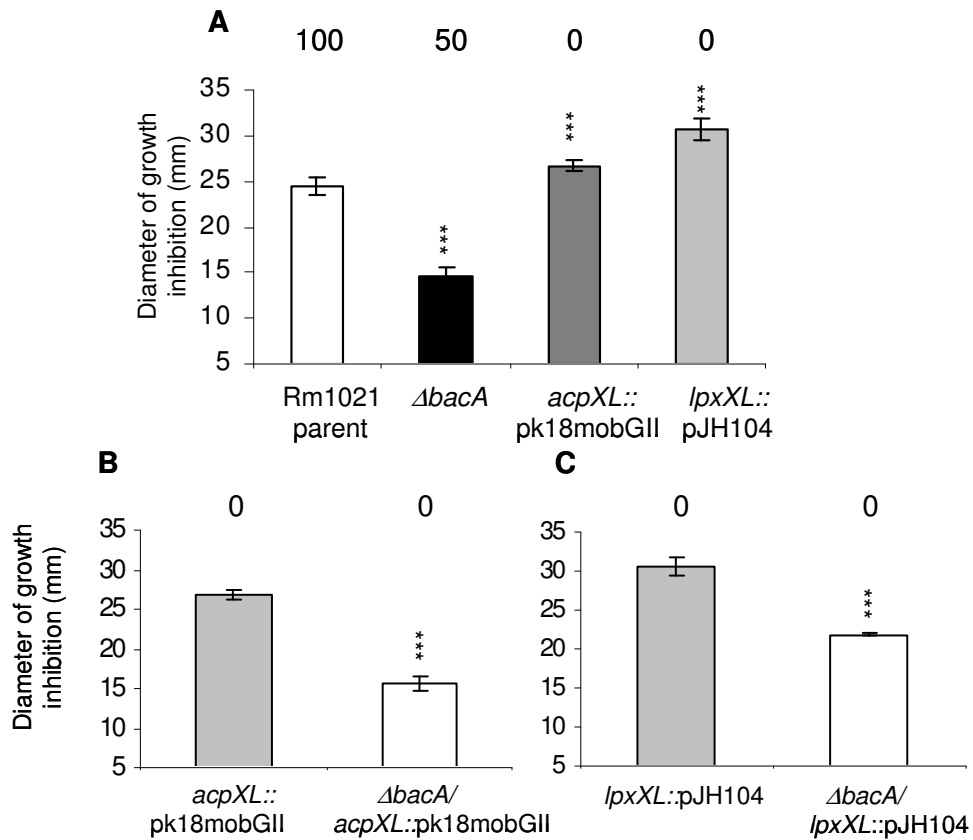 A
100 50 0 0
Diameter of growth
inhibition (mm)
35
30
25
20
15
10
5
***
***
***
Rm1021
parent
ΔbacA
acpXL::
pk18mobGII
lpxXL::
pJH104
B
0 0
Diameter of growth
inhibition (mm)
35
30
25
20
15
10
5
***
acpXL::
pk18mobGII
ΔbacA/
acpXL::pk18mobGII
C
0 0
35
30
25
20
15
10
5
***
lpxXL::pJH104
ΔbacA/
lpxXL::pJH104